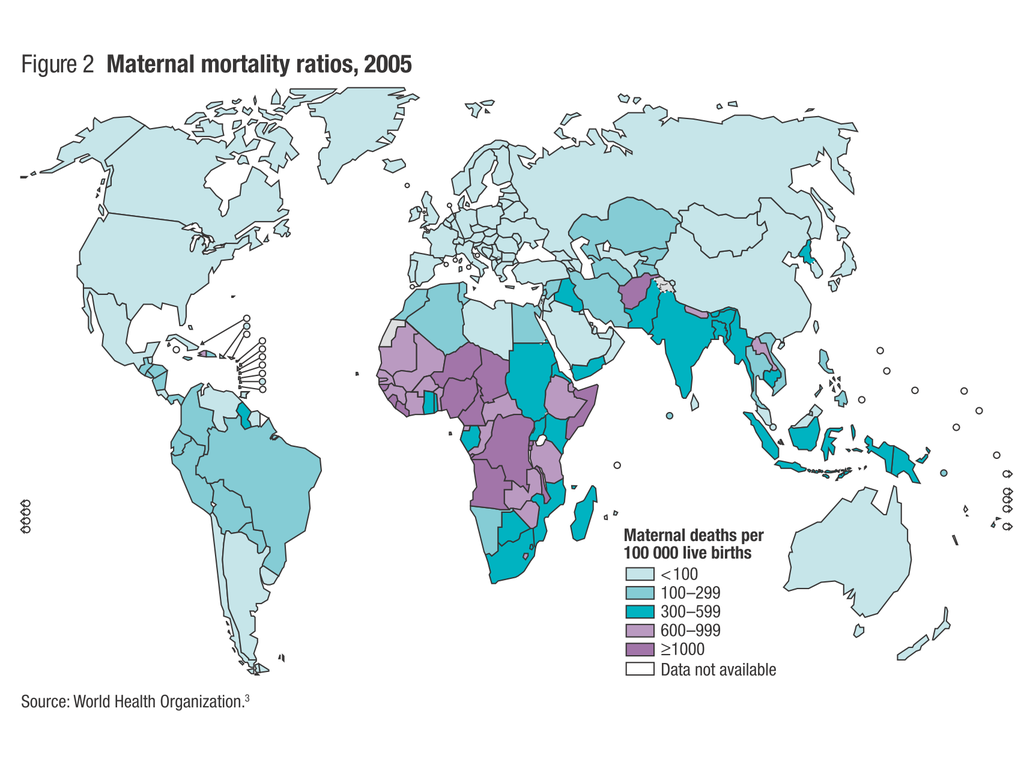 Figure 2 Maternal mortality ratios, 2005
Maternal deaths per
100 000 live births
<100
100–299
300–599
600–999
≥1000
Data not available
Source: World Health Organization.³